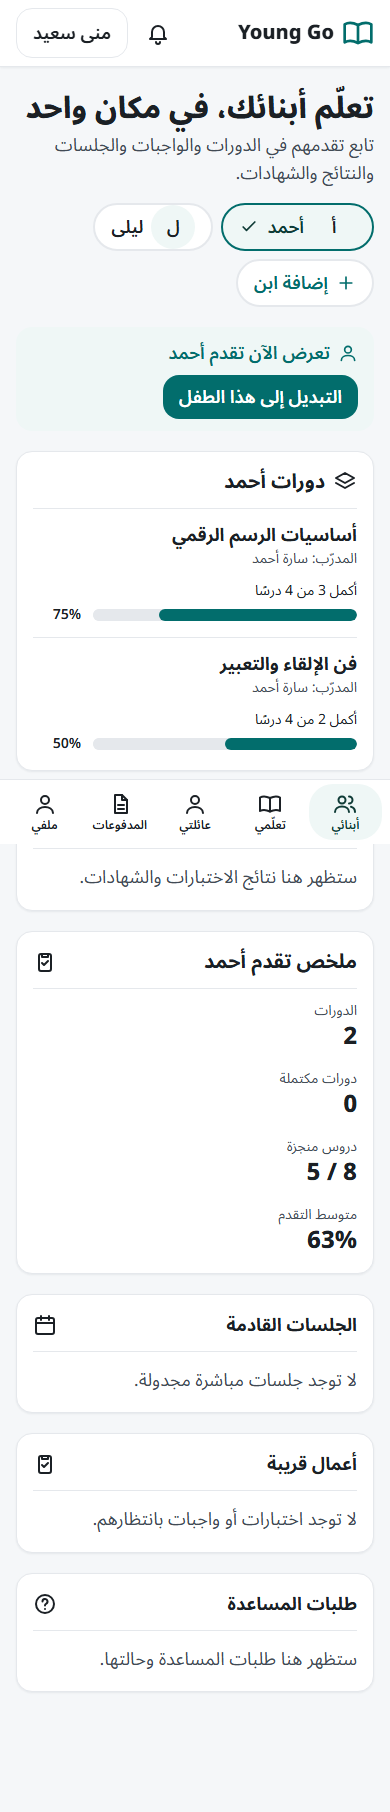 Young Go
منى سعيد
تعلّم أبنائك، في مكان واحد
تابع تقدمهم في الدورات والواجبات والجلسات
والنتائج والشهادات.
أ أحمد
ل ليلى
إضافة ابن
تعرض الآن تقدم أحمد
التبديل إلى هذا الطفل
دورات أحمد
أساسيات الرسم الرقمي
المدرّب: سارة أحمد
أكمل 3 من 4 درسًا
75%
فن الإلقاء والتعبير
المدرّب: سارة أحمد
أكمل 2 من 4 درسًا
50%
أبنائي
تعلّمي
عائلتي
المدفوعات
ملفي
ستظهر هنا نتائج الاختبارات والشهادات.
ملخص تقدم أحمد
الدورات
2
دورات مكتملة
0
دروس منجزة
5 / 8
متوسط التقدم
63%
الجلسات القادمة
لا توجد جلسات مباشرة مجدولة.
أعمال قريبة
لا توجد اختبارات أو واجبات بانتظارهم.
طلبات المساعدة
ستظهر هنا طلبات المساعدة وحالتها.